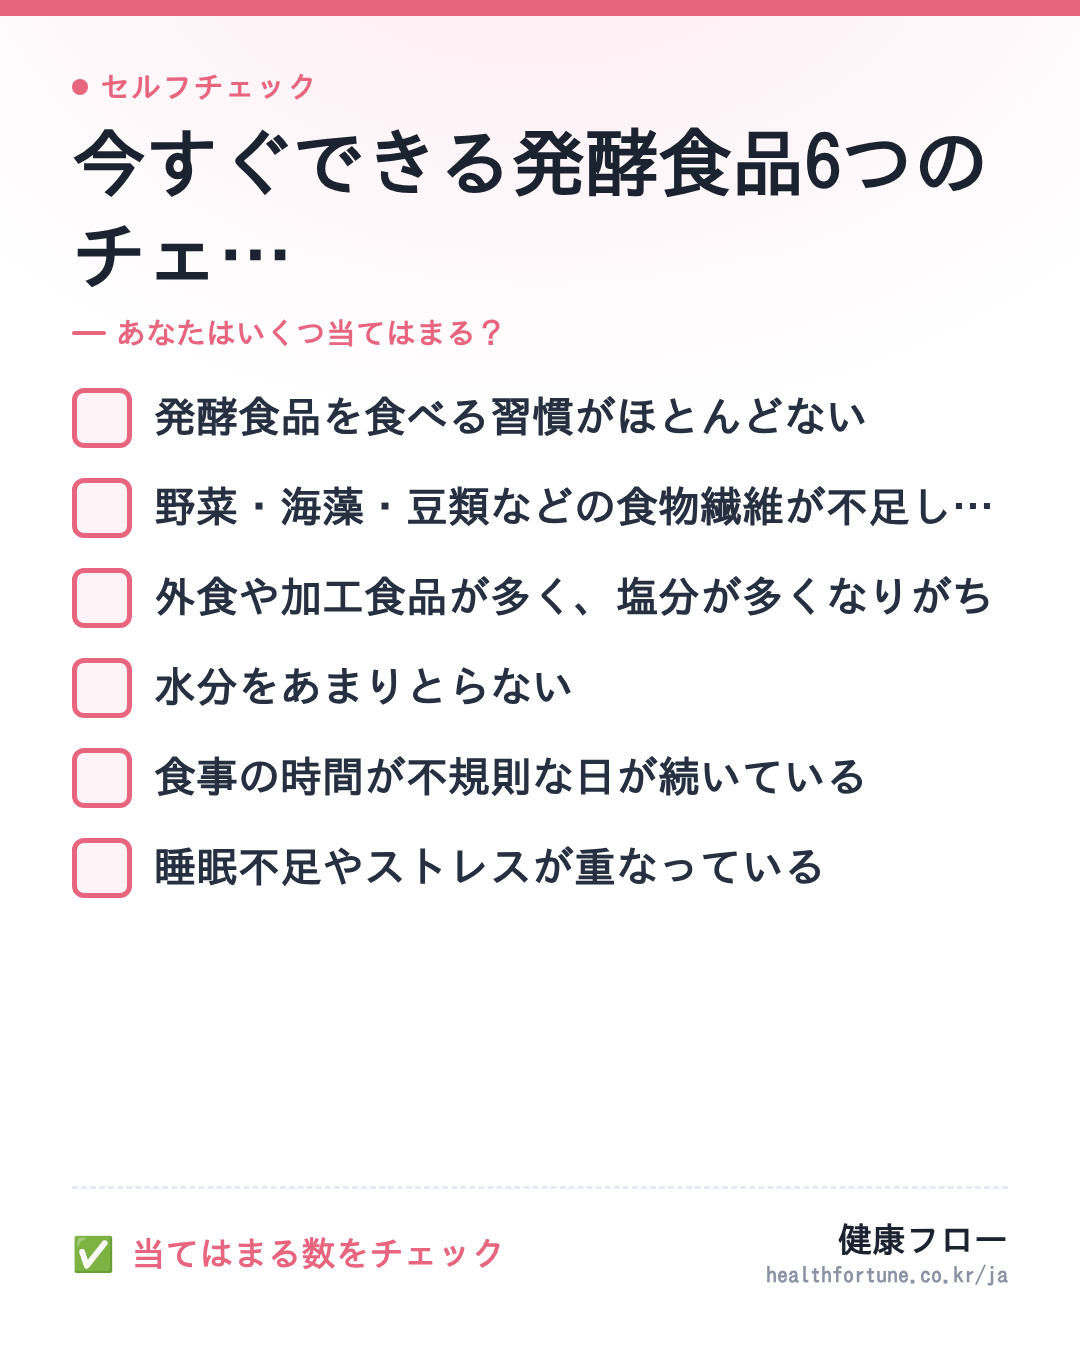 セルフチェック
今すぐできる発酵食品6つの
チェ…
— あなたはいくつ当てはまる？
発酵食品を食べる習慣がほとんどない
野菜・海藻・豆類などの食物繊維が不足し…
外食や加工食品が多く、塩分が多くなりがち
水分をあまりとらない
食事の時間が不規則な日が続いている
睡眠不足やストレスが重なっている
✅ 当てはまる数をチェック
健康フロー
healthfortune.co.kr/ja